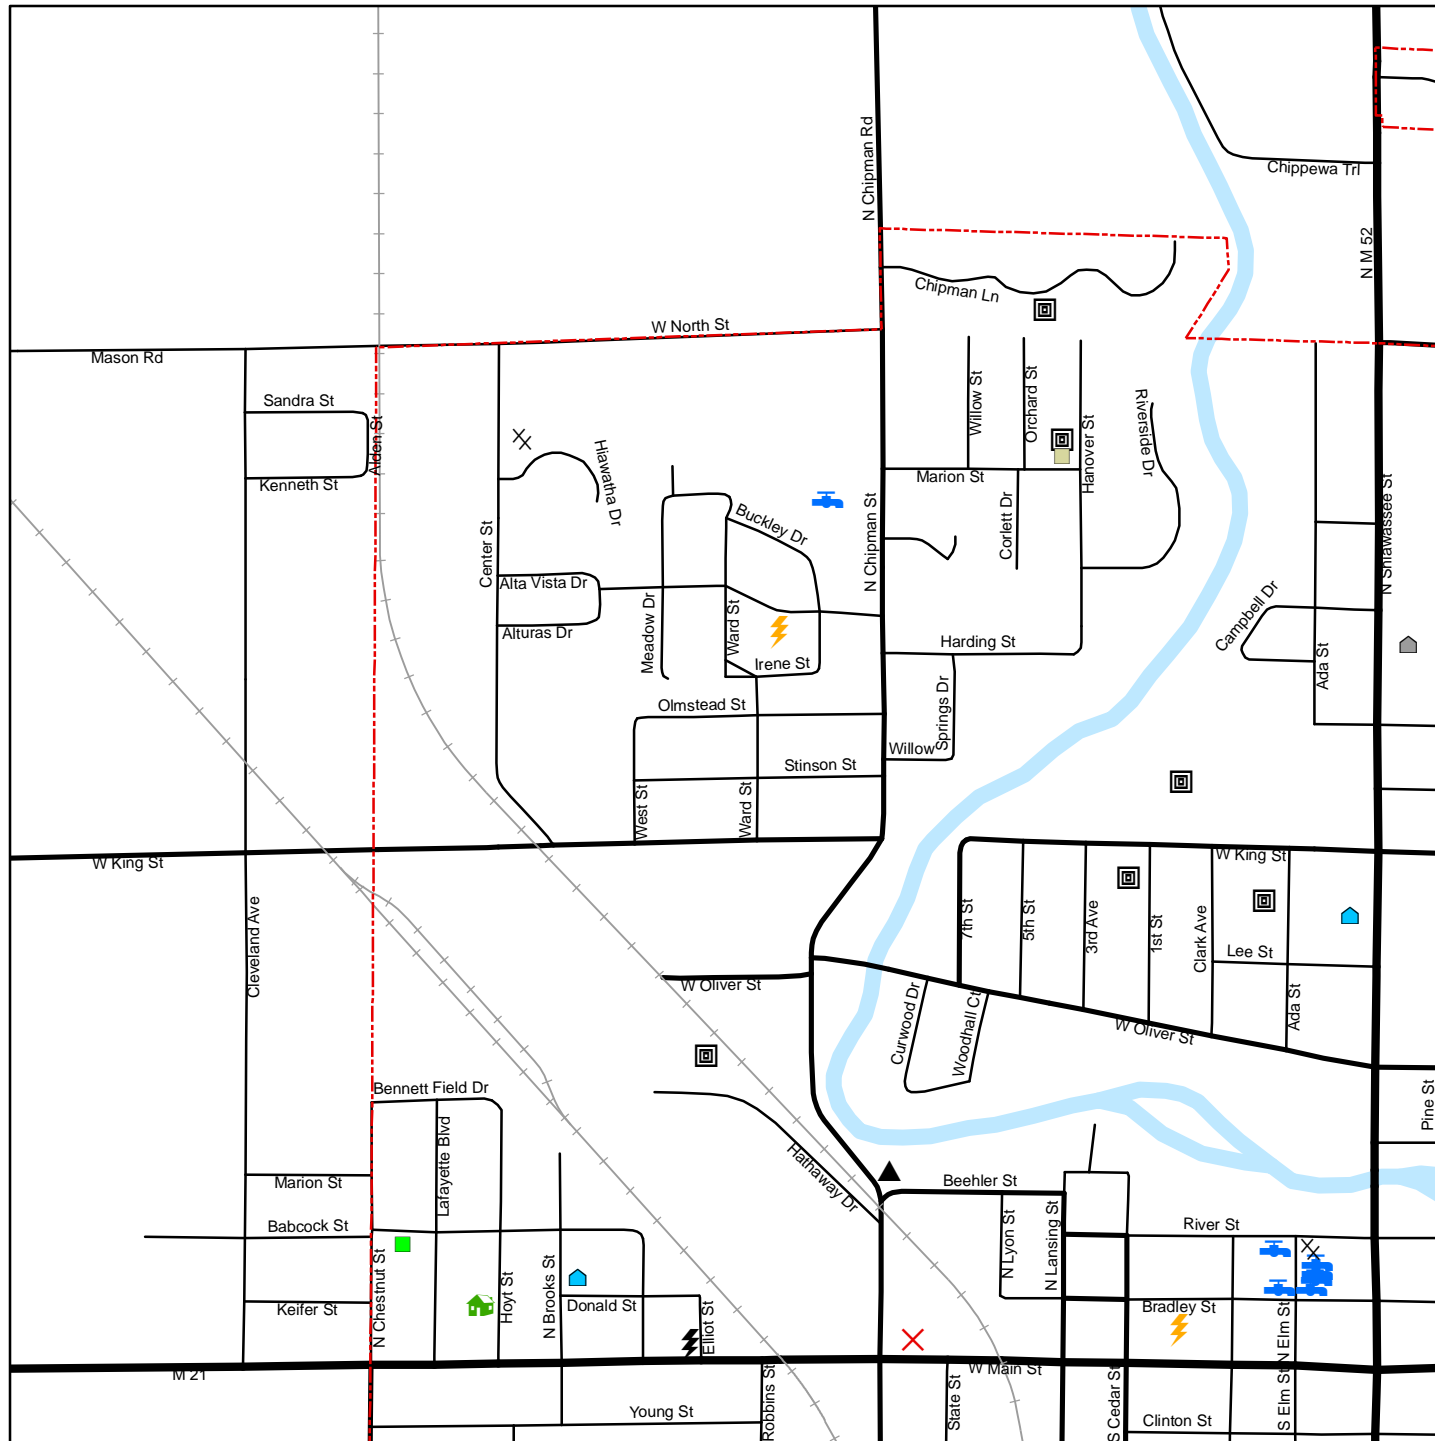 N Chipman Rd
Chippewa Trl
N M 52
Chipman Ln
W North St
Mason Rd
Sandra St
Alden St
Kenneth St
Hiawatha Dr
Willow St
Orchard St
Hanover St
Riverside Dr
Marion St
Buckley Dr
N Chipman St
Corlett Dr
N Shiawassee St
Center St
Alta Vista Dr
Alturas Dr
Meadow Dr
Ward St
Irene St
Harding St
Campbell Dr
Ada St
Olmstead St
Willow
Springs Dr
Stinson St
West St
Ward St
W King St
W King St
Cleveland Ave
7th St
5th St
3rd Ave
1st St
Clark Ave
Lee St
Ada St
W Oliver St
Curwood Dr
Woodhall Ct
W Oliver St
Bennett Field Dr
Lafayette Blvd
Pine St
Hathaway Dr
Marion St
Beehler St
Babcock St
River St
N Chestnut St
Hoyt St
N Brooks St
N Lyon St
N Lansing St
Keifer St
Donald St
Elliot St
Bradley St
N Elm St
M 21
W Main St
Robbins St
State St
S Cedar St
S Elm St
Young St
Clinton St